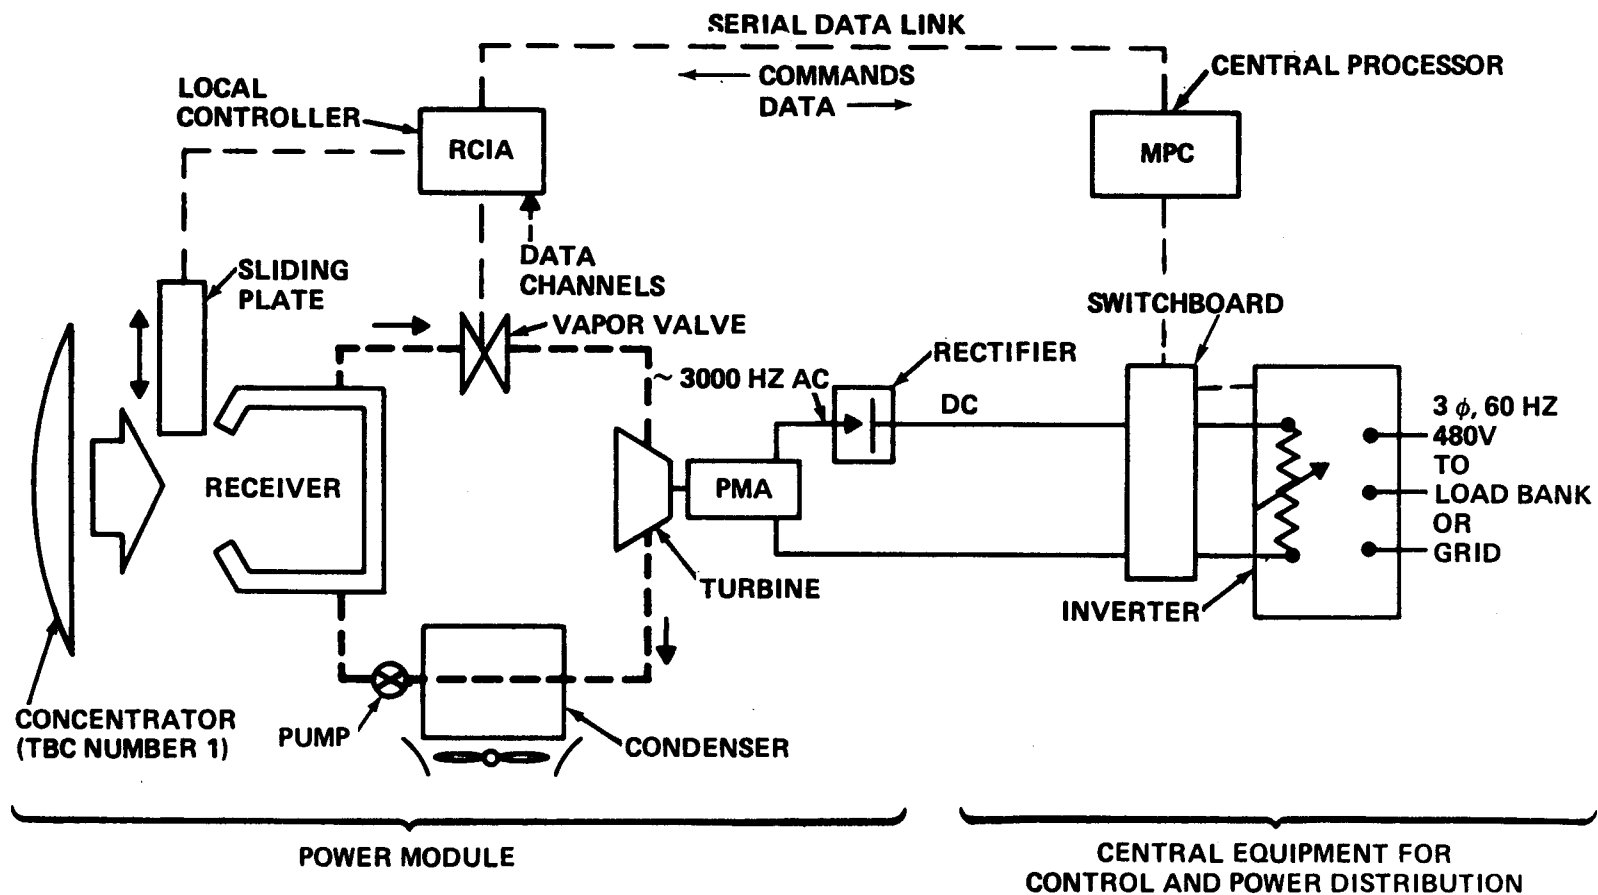 SERIAL DATA LINK
COMMANDS
DATA
CENTRAL PROCESSOR
LOCAL
CONTROLLER
RCIA
MPC
DATA
CHANNELS
SLIDING
PLATE
VAPOR VALVE
SWITCHBOARD
RECTIFIER
~ 3000 HZ AC
DC
3 ϕ, 60 HZ
480V
TO
LOAD BANK
OR
GRID
RECEIVER
PMA
TURBINE
INVERTER
CONCENTRATOR
(TBC NUMBER 1)
PUMP
CONDENSER
POWER MODULE
CENTRAL EQUIPMENT FOR
CONTROL AND POWER DISTRIBUTION